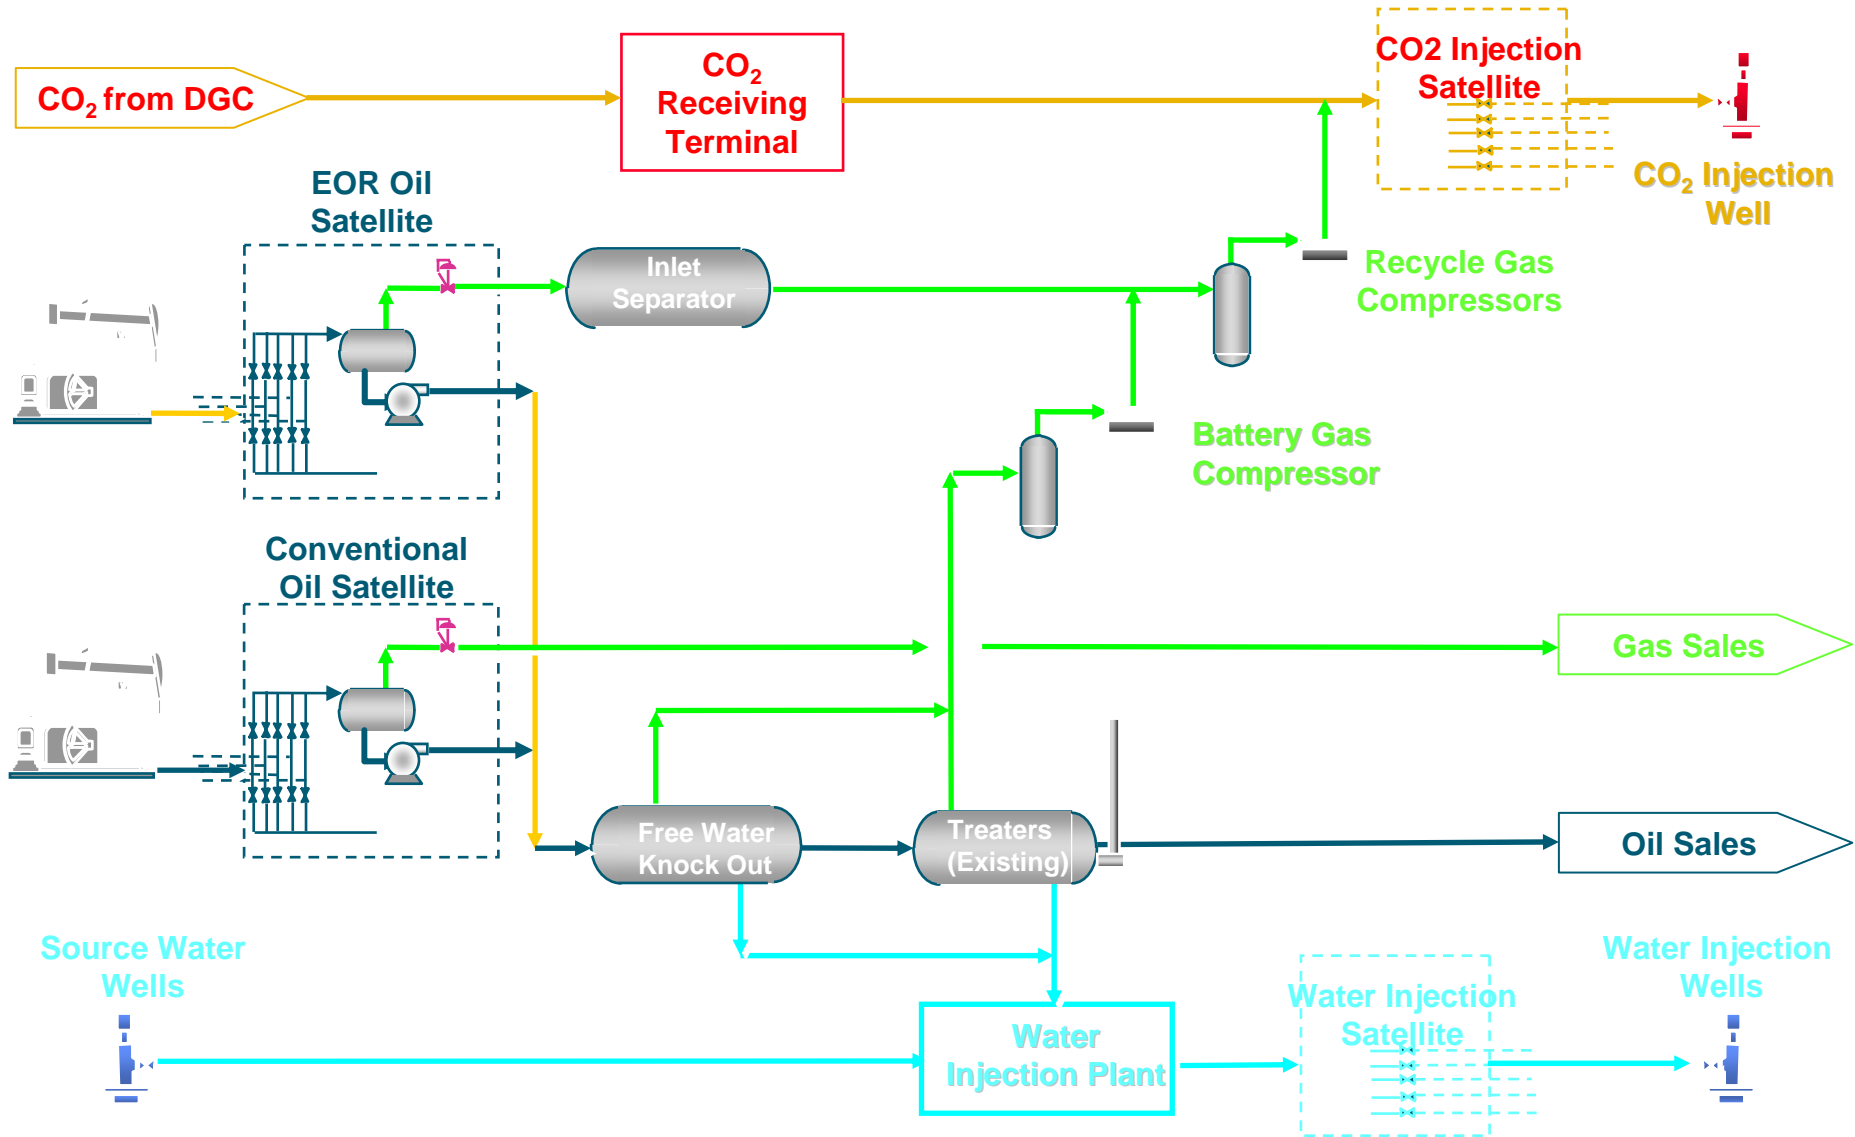 CO₂ from DGC
CO₂
Receiving
Terminal
CO2 Injection
Satellite
CO₂ Injection
Well
EOR Oil
Satellite
Inlet
Separator
Recycle Gas
Compressors
Battery Gas
Compressor
Conventional
Oil Satellite
Gas Sales
Free Water
Knock Out
Treaters
(Existing)
Oil Sales
Source Water
Wells
Water
Injection Plant
Water Injection
Satellite
Water Injection
Wells